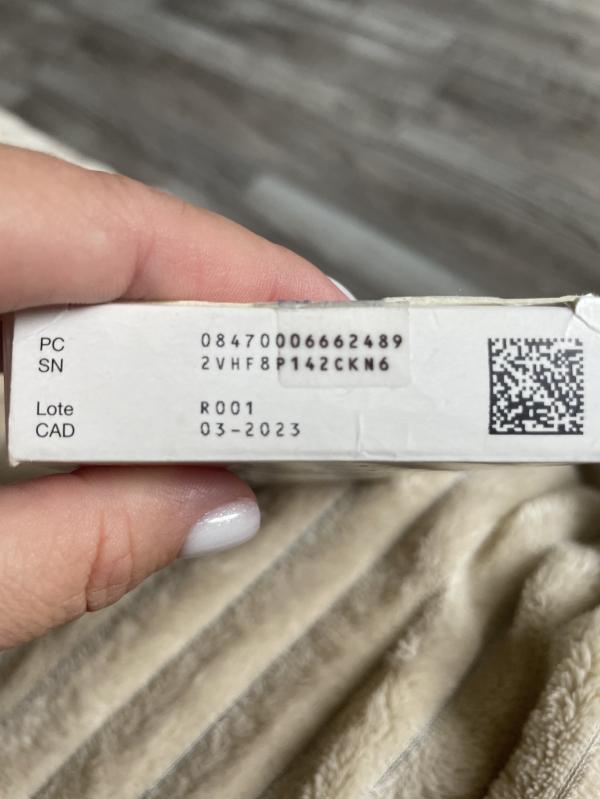 PC 08470006662489
SN 2VHF8P142CKN6
Lote R001
CAD 03-2023